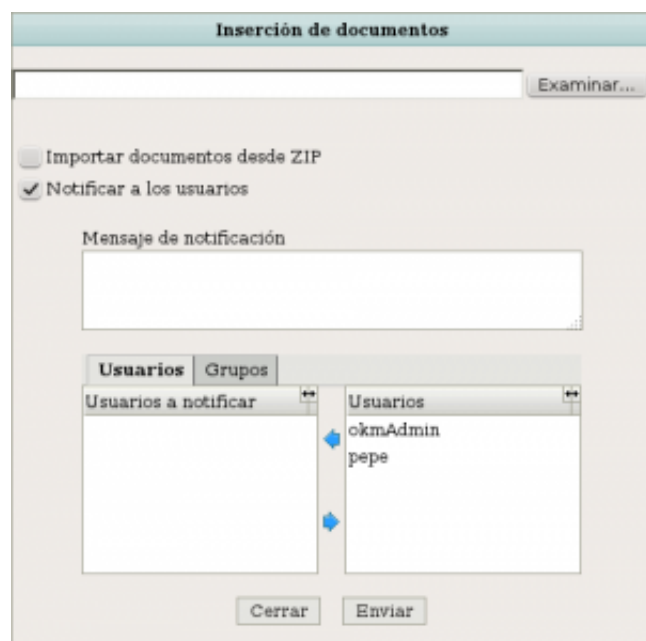 Inserción de documentos
Examinar...
Importar documentos desde ZIP
Notificar a los usuarios
Mensaje de notificación
Usuarios Grupos
Usuarios a notificar Usuarios
okmAdmin
pepe
Cerrar Enviar